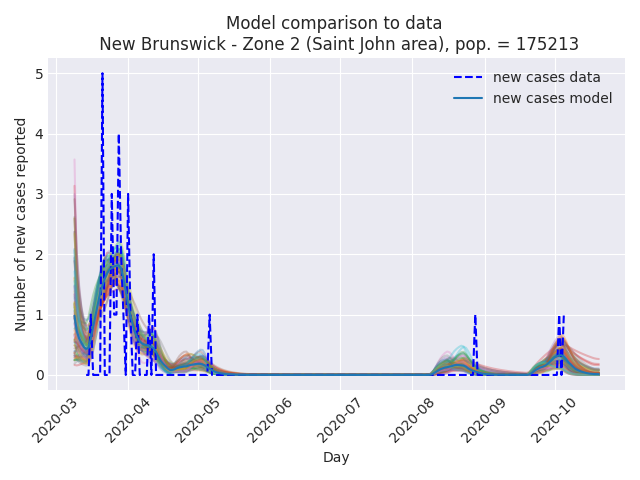 Model comparison to data
New Brunswick - Zone 2 (Saint John area), pop. = 175213
new cases data
new cases model
Number of new cases reported
5
4
3
2
1
0
2020-03
2020-04
2020-05
2020-06
2020-07
2020-08
2020-09
2020-10
Day